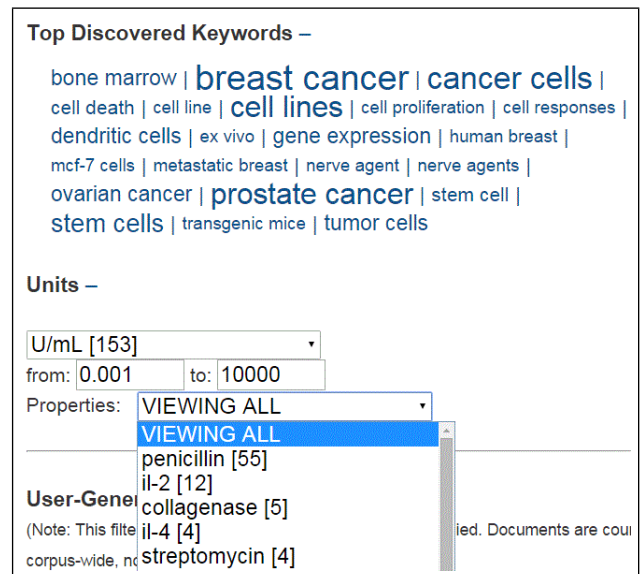 Top Discovered Keywords –
bone marrow | breast cancer | cancer cells |
cell death | cell line | cell lines | cell proliferation | cell responses |
dendritic cells | ex vivo | gene expression | human breast |
mcf-7 cells | metastatic breast | nerve agent | nerve agents |
ovarian cancer | prostate cancer | stem cell |
stem cells | transgenic mice | tumor cells
Units –
U/mL [153]
from: 0.001 to: 10000
Properties: VIEWING ALL
VIEWING ALL
penicillin [55]
il-2 [12]
collagenase [5]
User-Gener
il-4 [4]
(Note: This filte ied. Documents are cour
streptomycin [4]
corpus-wide, no